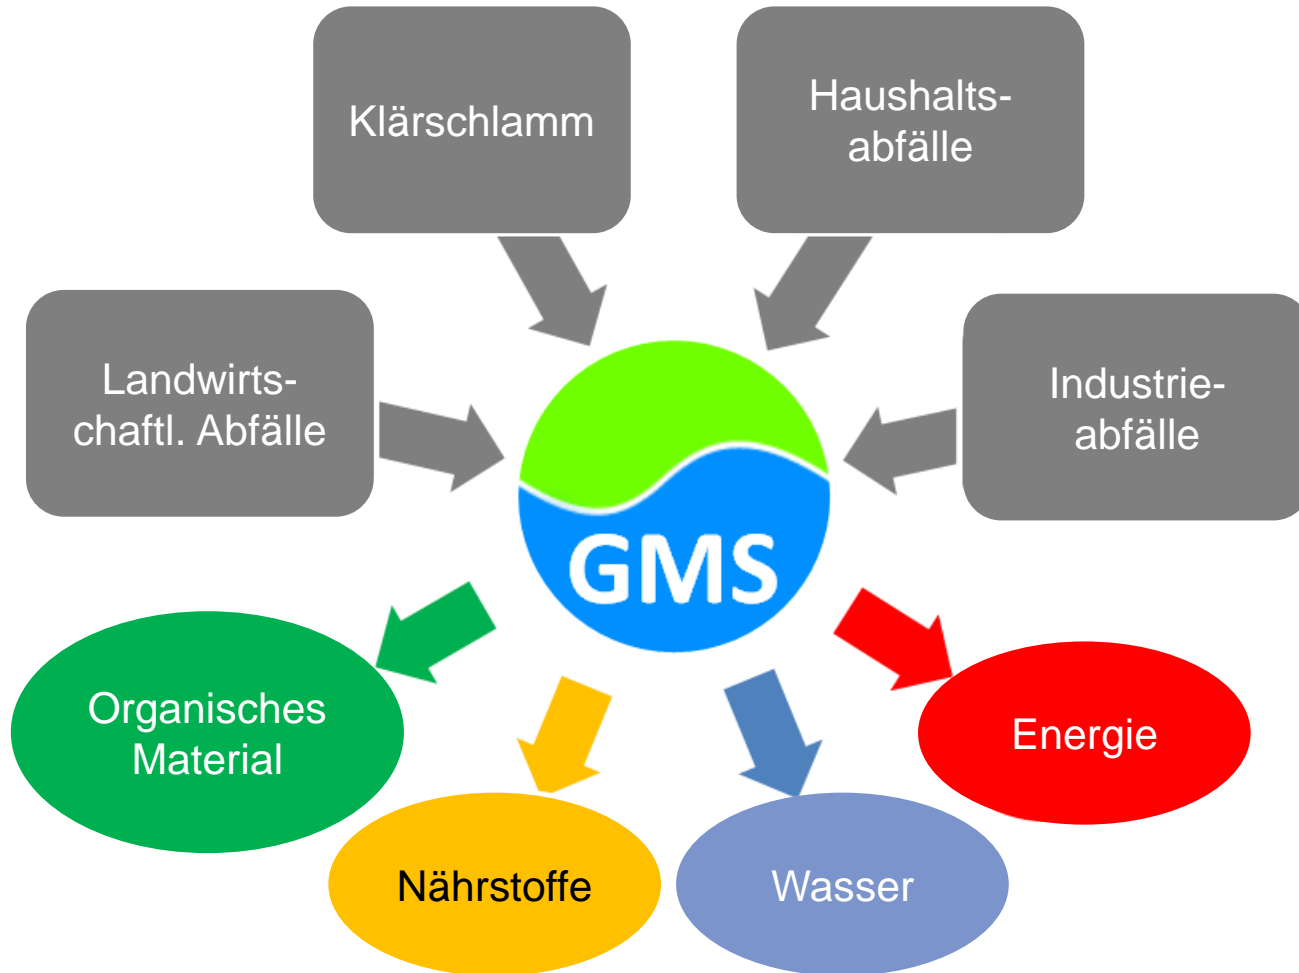 Klärschlamm
Haushalts-
abfälle
Landwirts-
chaftl. Abfälle
Industrie-
abfälle
GMS
Organisches
Material
Energie
Nährstoffe
Wasser